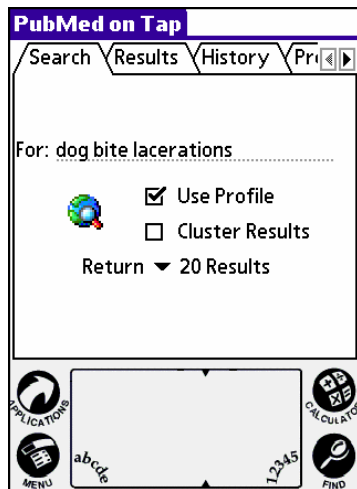 PubMed on Tap
Search Results History Pr
For: dog bite lacerations
Use Profile
Cluster Results
Return 20 Results
APPLICATIONS
CALCULATOR
MENU
abcde
12345
FIND